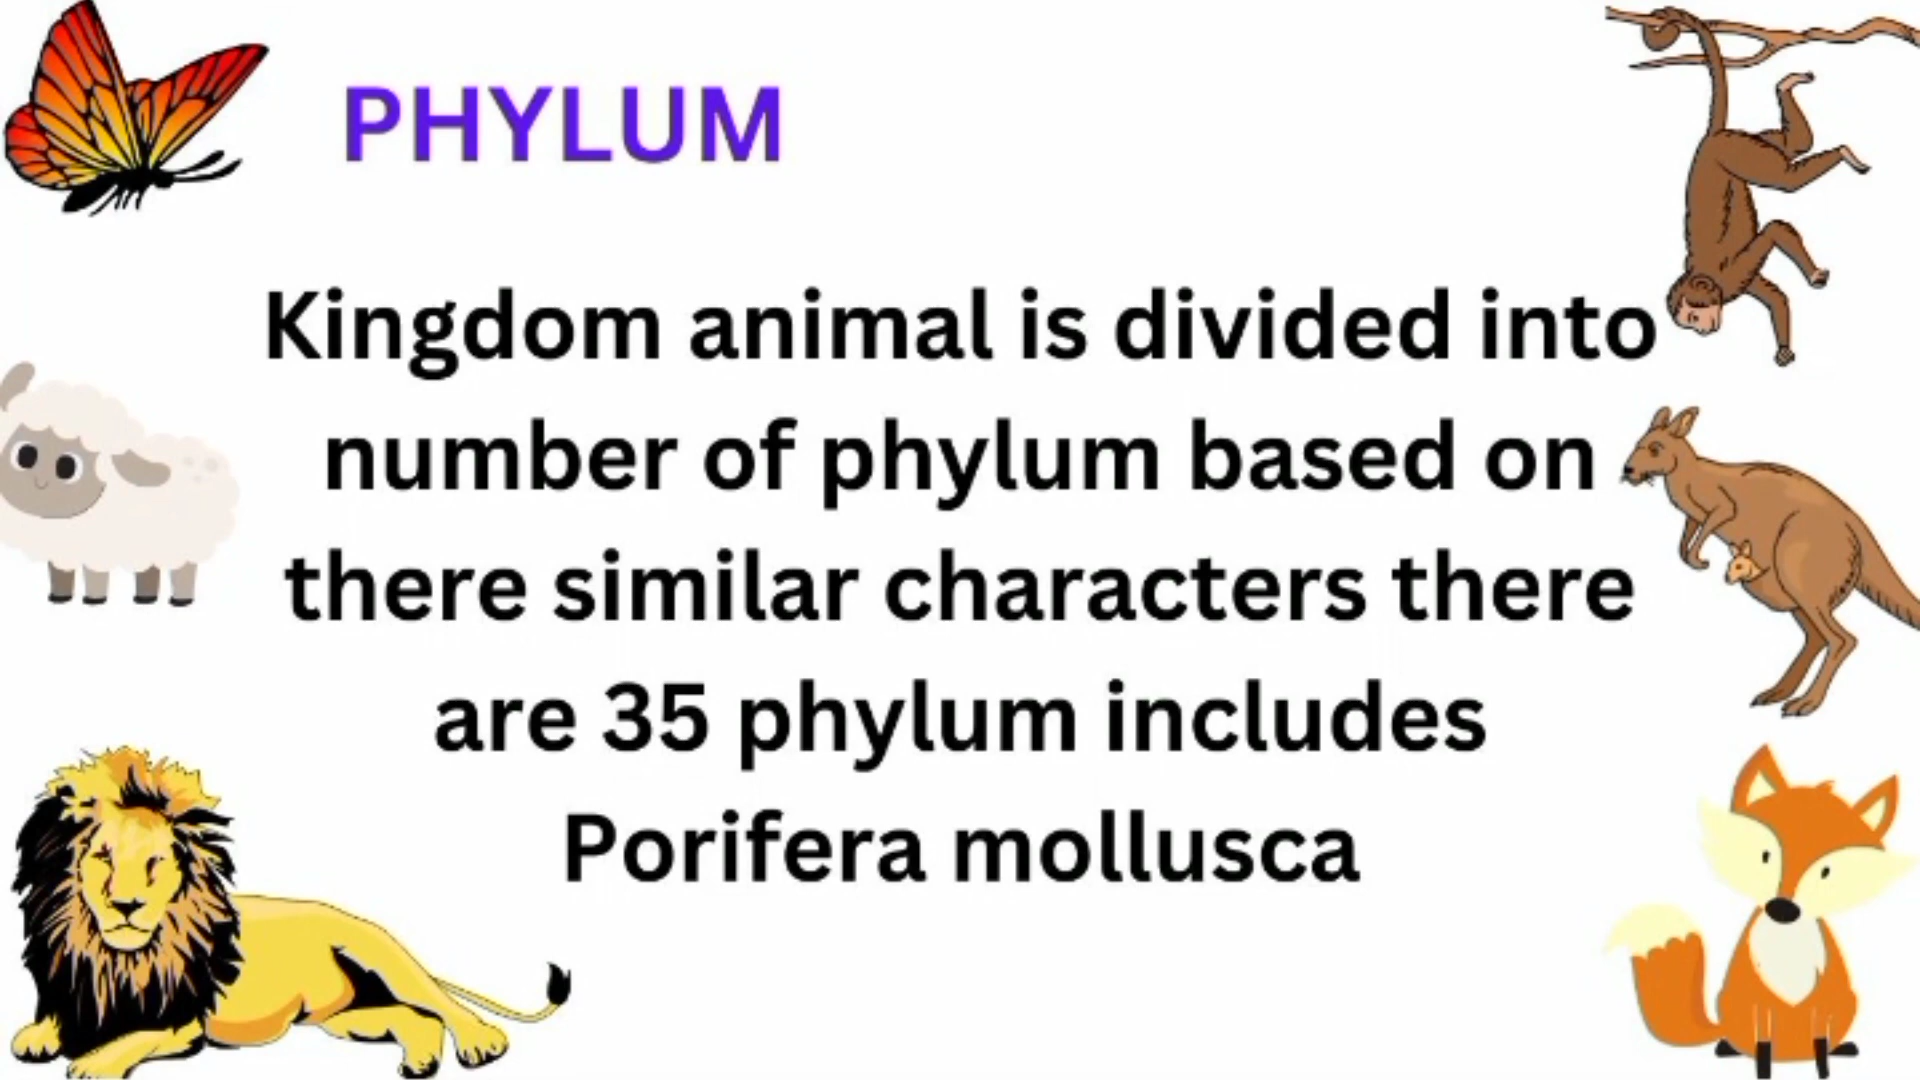 PHYLUM
Kingdom animal is divided into
number of phylum based on
there similar characters there
are 35 phylum includes
Porifera mollusca